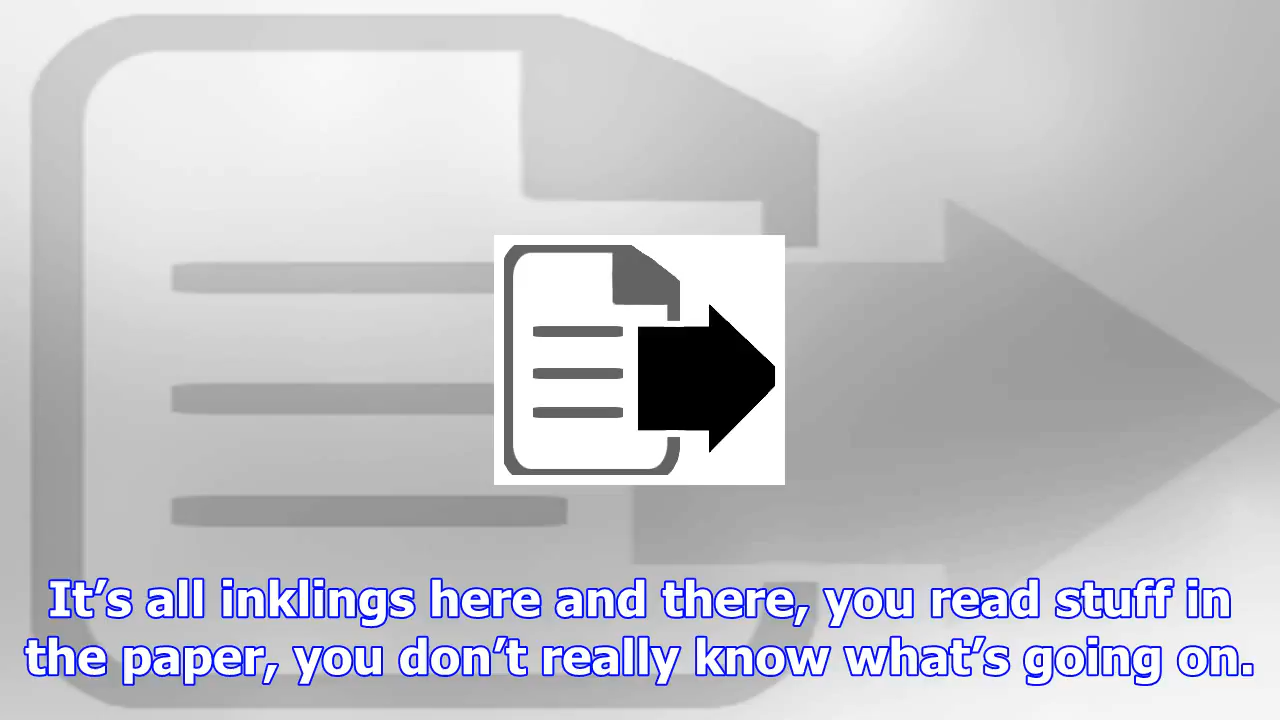 It’s all inklings here and there, you read stuff in
the paper, you don’t really know what’s going on.